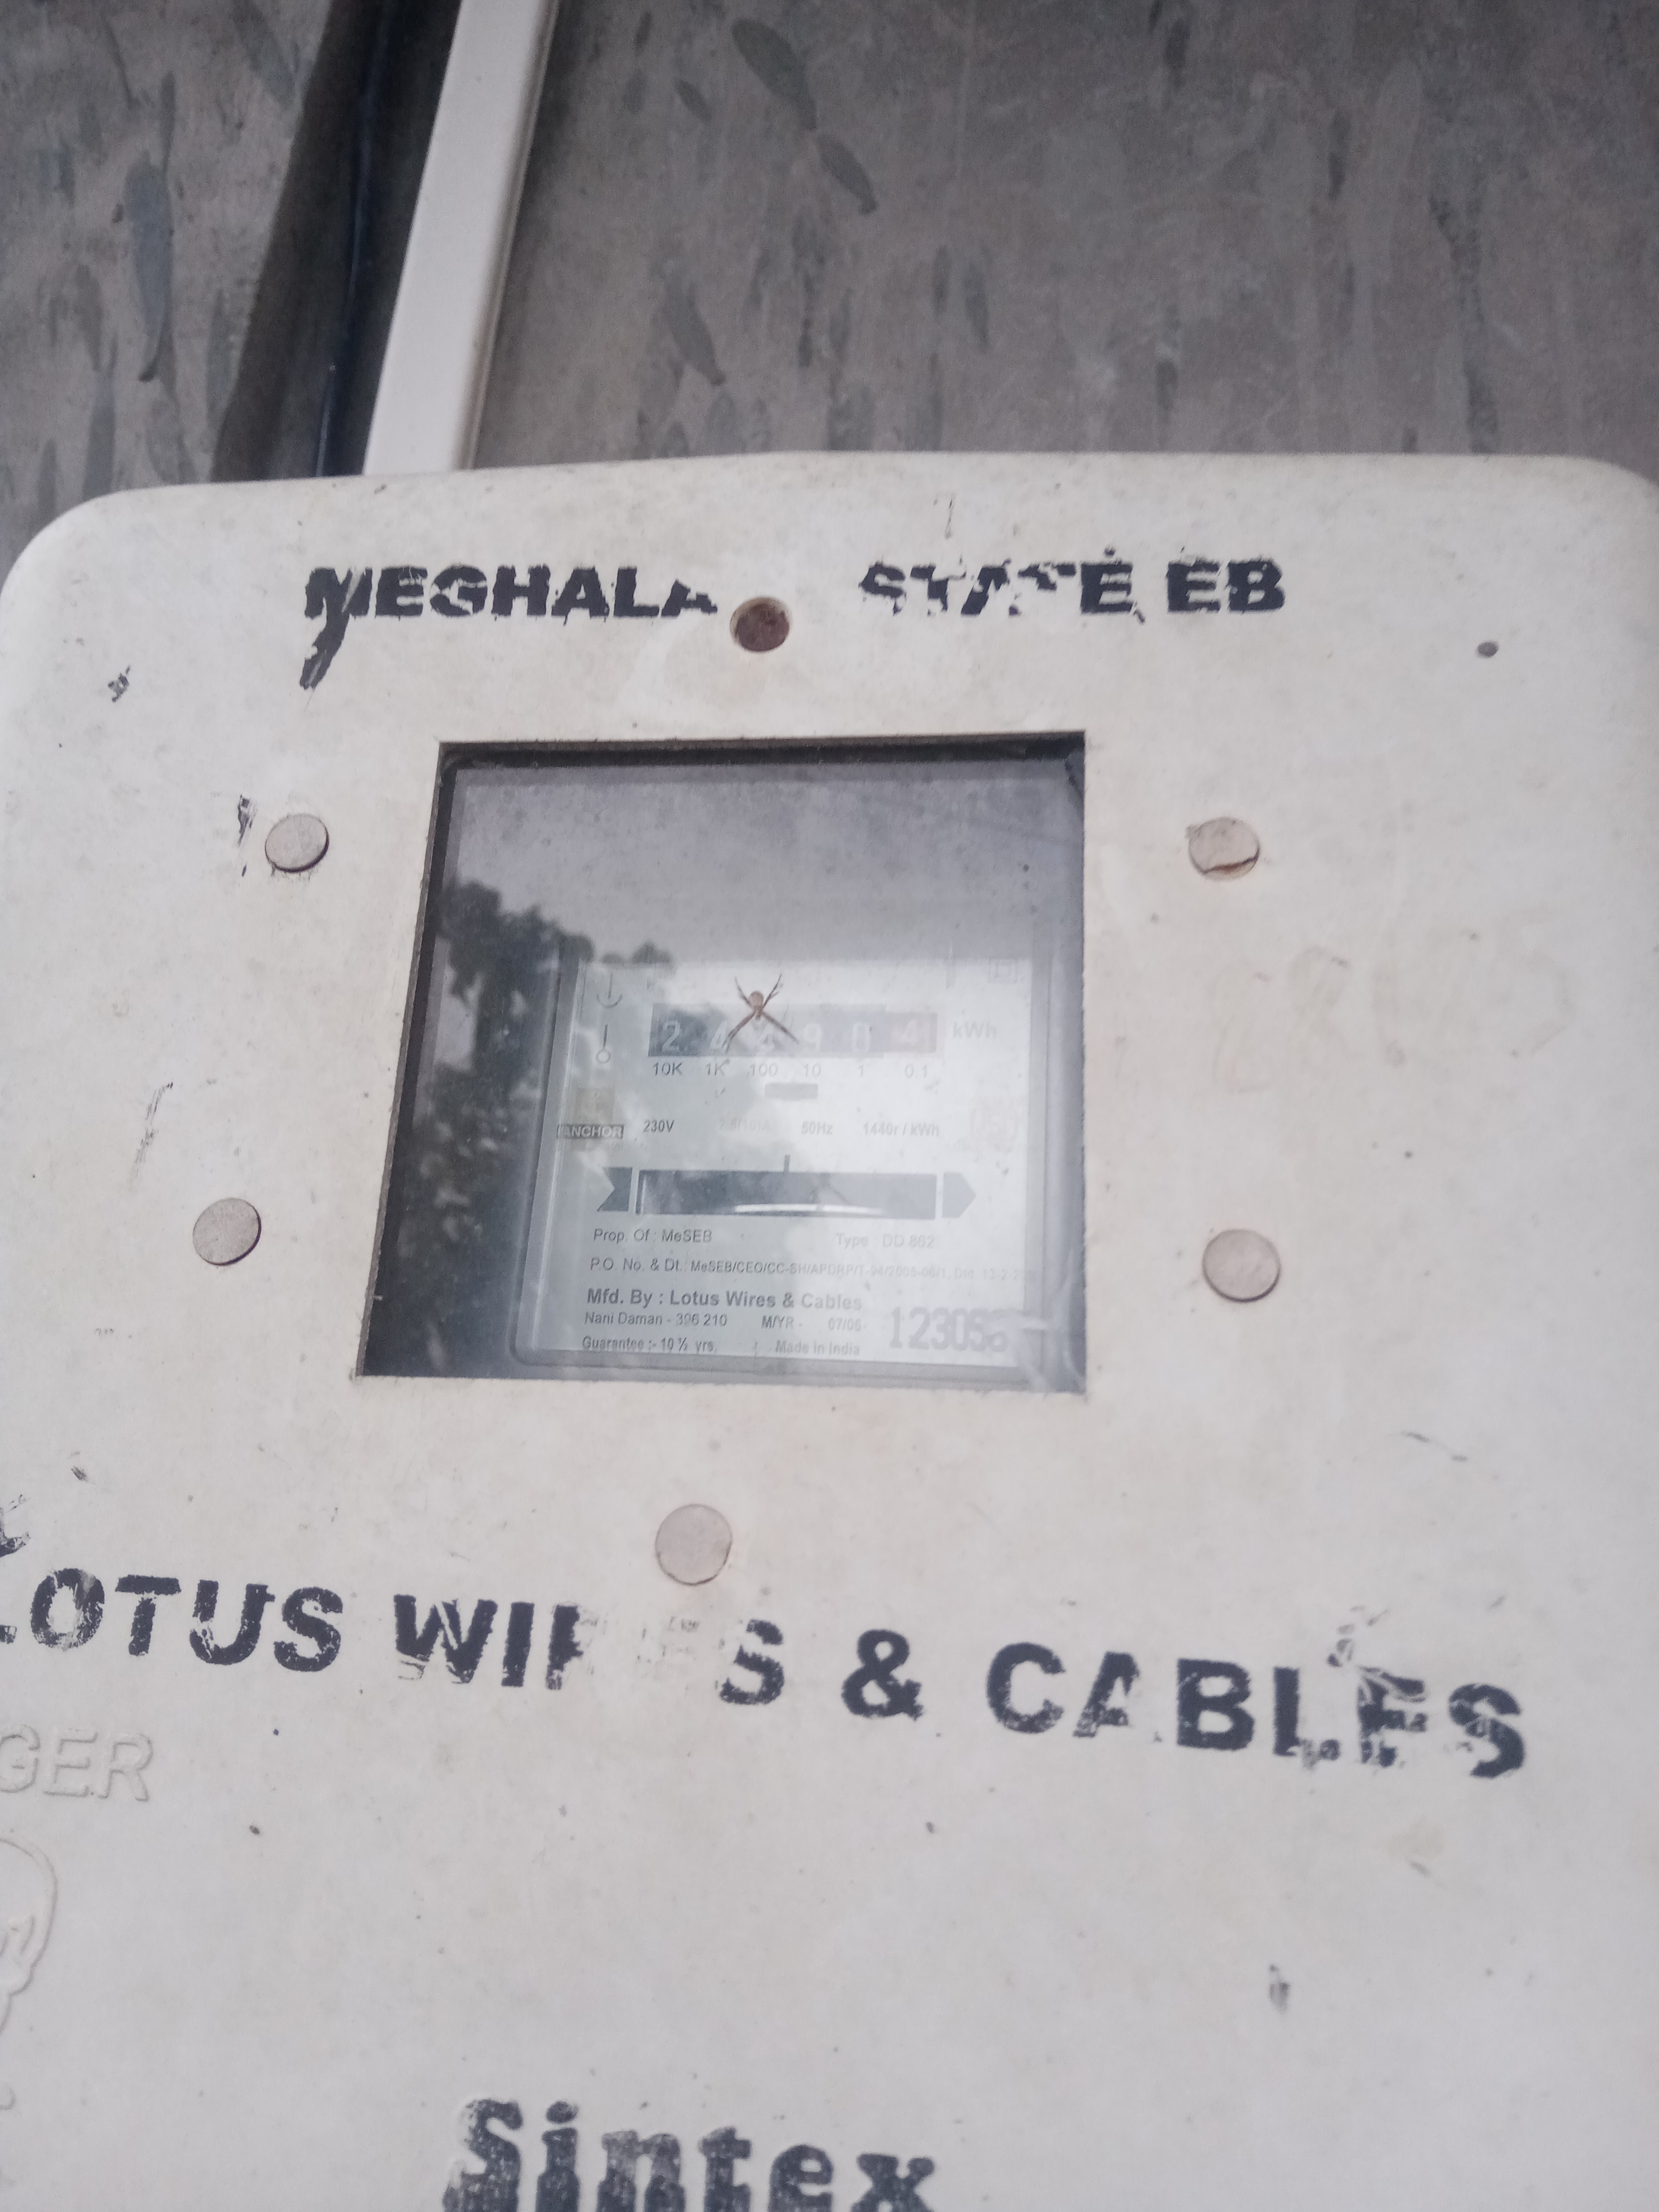 MEGHALA STATE EB
kWh
10K 1K 100 10 1 0.1
ANCHOR 230V 50Hz 1440r/kWh
Prop. Of : MeSEB Type DD 862
P.O. No. & Dt.
Mfd. By : Lotus Wires & Cables
Nani Daman - 396 210 M/YR - 07/06
Guarantee :- 10 ½ yrs. Made in India
LOTUS WIRES & CABLES
GER
Sintex